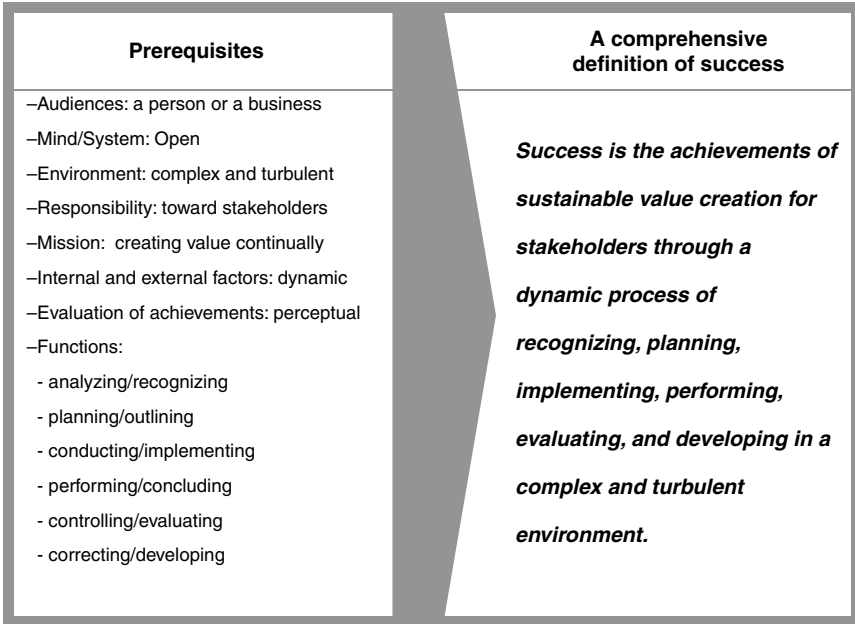 Prerequisites
–Audiences: a person or a business
–Mind/System: Open
–Environment: complex and turbulent
–Responsibility: toward stakeholders
–Mission:  creating value continually
–Internal and external factors: dynamic
–Evaluation of achievements: perceptual
–Functions:
- analyzing/recognizing
- planning/outlining
- conducting/implementing
- performing/concluding
- controlling/evaluating
- correcting/developing
A comprehensive
definition of success
Success is the achievements of
sustainable value creation for
stakeholders through a
dynamic process of
recognizing, planning,
implementing, performing,
evaluating, and developing in a
complex and turbulent
environment.